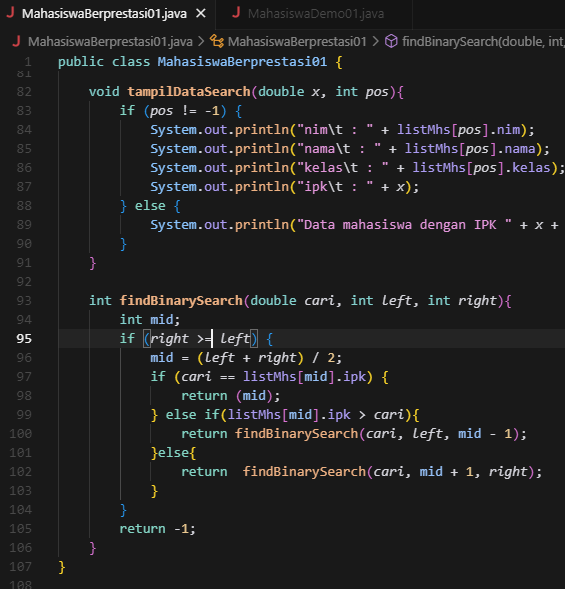 MahasiswaBerprestasi01.java
MahasiswaDemo01.java
MahasiswaBerprestasi01.java > MahasiswaBerprestasi01 > findBinarySearch(double, int,
1 public class MahasiswaBerprestasi01 {
81
82 void tampilDataSearch(double x, int pos){
83 if (pos != -1) {
84 System.out.println("nim\t : " + listMhs[pos].nim);
85 System.out.println("nama\t : " + listMhs[pos].nama);
86 System.out.println("kelas\t : " + listMhs[pos].kelas);
87 System.out.println("ipk\t : " + x);
88 } else {
89 System.out.println("Data mahasiswa dengan IPK " + x +
90 }
91 }
92
93 int findBinarySearch(double cari, int left, int right){
94 int mid;
95 if (right >= left) {
96 mid = (left + right) / 2;
97 if (cari == listMhs[mid].ipk) {
98 return (mid);
99 } else if(listMhs[mid].ipk > cari){
100 return findBinarySearch(cari, left, mid - 1);
101 }else{
102 return  findBinarySearch(cari, mid + 1, right);
103 }
104 }
105 return -1;
106 }
107 }
108